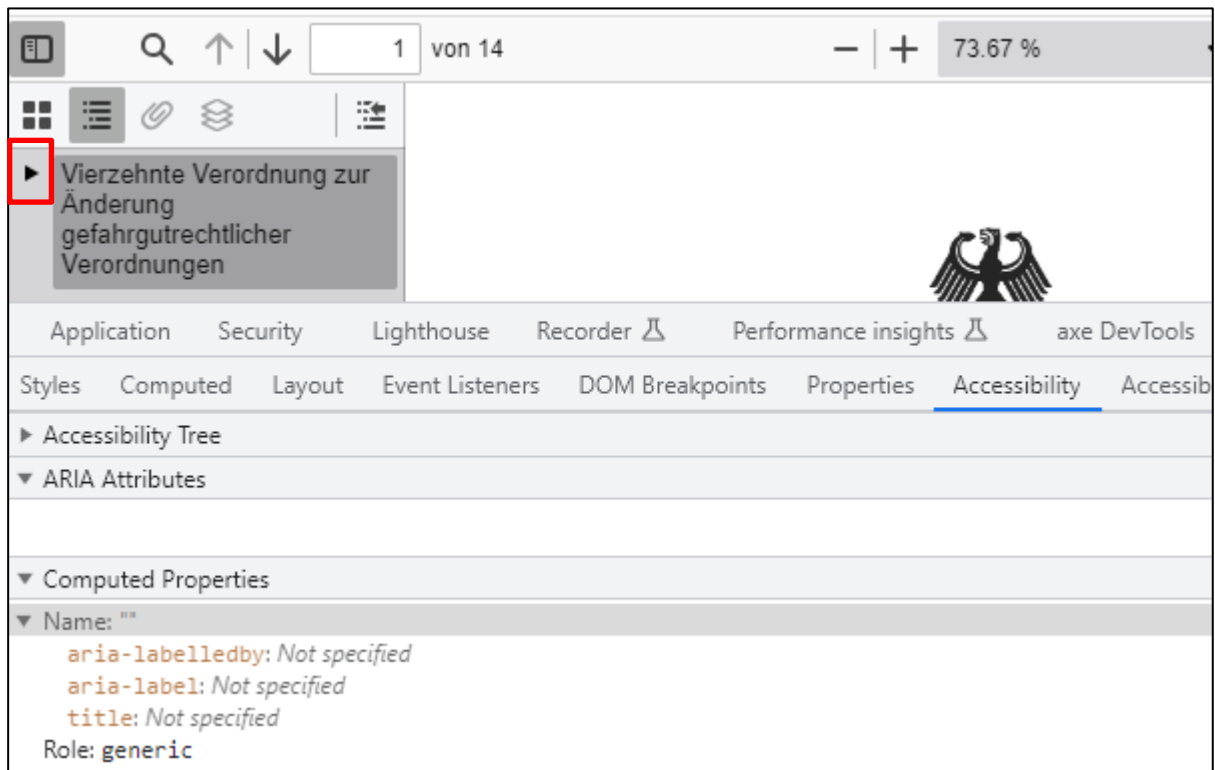 1 von 14 73.67 %
Vierzehnte Verordnung zur
Änderung
gefahrgutrechtlicher
Verordnungen
Application Security Lighthouse Recorder Performance insights axe DevTools
Styles Computed Layout Event Listeners DOM Breakpoints Properties Accessibility Accessib
Accessibility Tree
ARIA Attributes
Computed Properties
Name: ""
aria-labelledby: Not specified
aria-label: Not specified
title: Not specified
Role: generic